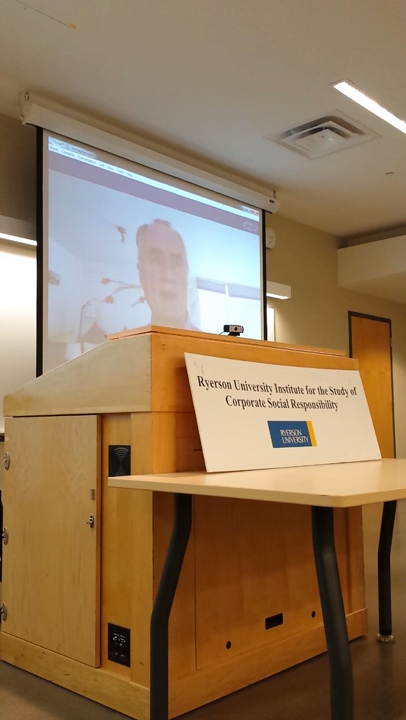 Ryerson University Institute for the Study of
Corporate Social Responsibility
RYERSON
UNIVERSITY